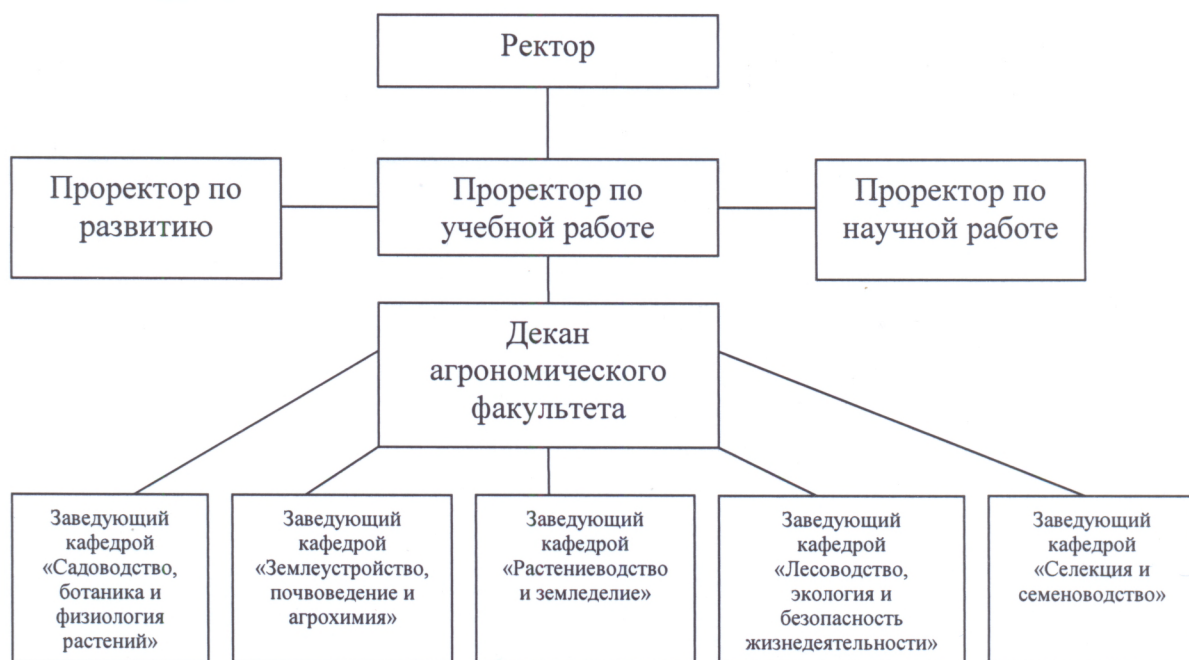 Ректор
Проректор по
развитию
Проректор по
учебной работе
Проректор по
научной работе
Декан
агрономического
факультета
Заведующий
кафедрой
«Садоводство,
ботаника и
физиология
растений»
Заведующий
кафедрой
«Землеустройство,
почвоведение и
агрохимия»
Заведующий
кафедрой
«Растениеводство
и земледелие»
Заведующий
кафедрой
«Лесоводство,
экология и
безопасность
жизнедеятельности»
Заведующий
кафедрой
«Селекция и
семеноводство»